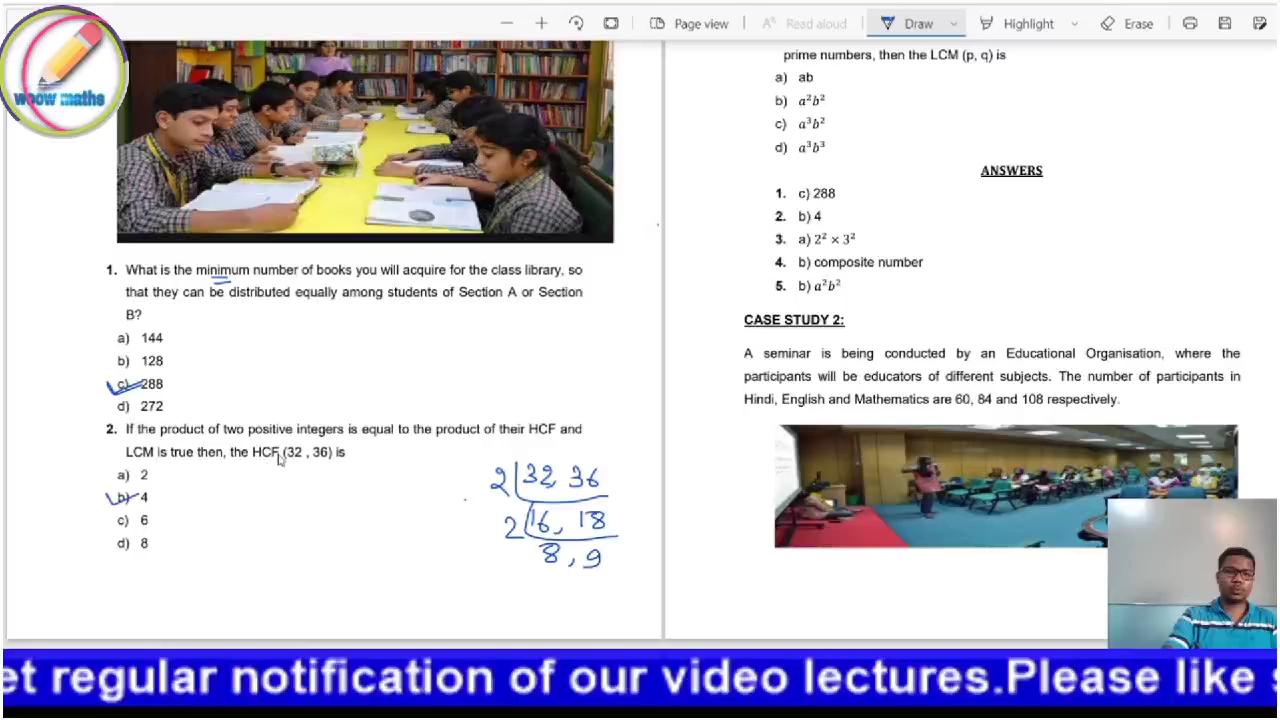 Page view
Read aloud
Draw
Highlight
Erase
woow maths
1. What is the minimum number of books you will acquire for the class library, so
that they can be distributed equally among students of Section A or Section
B?
a) 144
b) 128
c) 288
d) 272
2. If the product of two positive integers is equal to the product of their HCF and
LCM is true then, the HCF (32 , 36) is
a) 2
b) 4
c) 6
d) 8
2 32, 36
2 16, 18
8, 9
prime numbers, then the LCM (p, q) is
a) ab
b) a²b²
c) a³b²
d) a³b³
ANSWERS
1. c) 288
2. b) 4
3. a) 2² × 3²
4. b) composite number
5. b) a²b²
CASE STUDY 2:
A seminar is being conducted by an Educational Organisation, where the
participants will be educators of different subjects. The number of participants in
Hindi, English and Mathematics are 60, 84 and 108 respectively.
et regular notification of our video lectures.Please like s